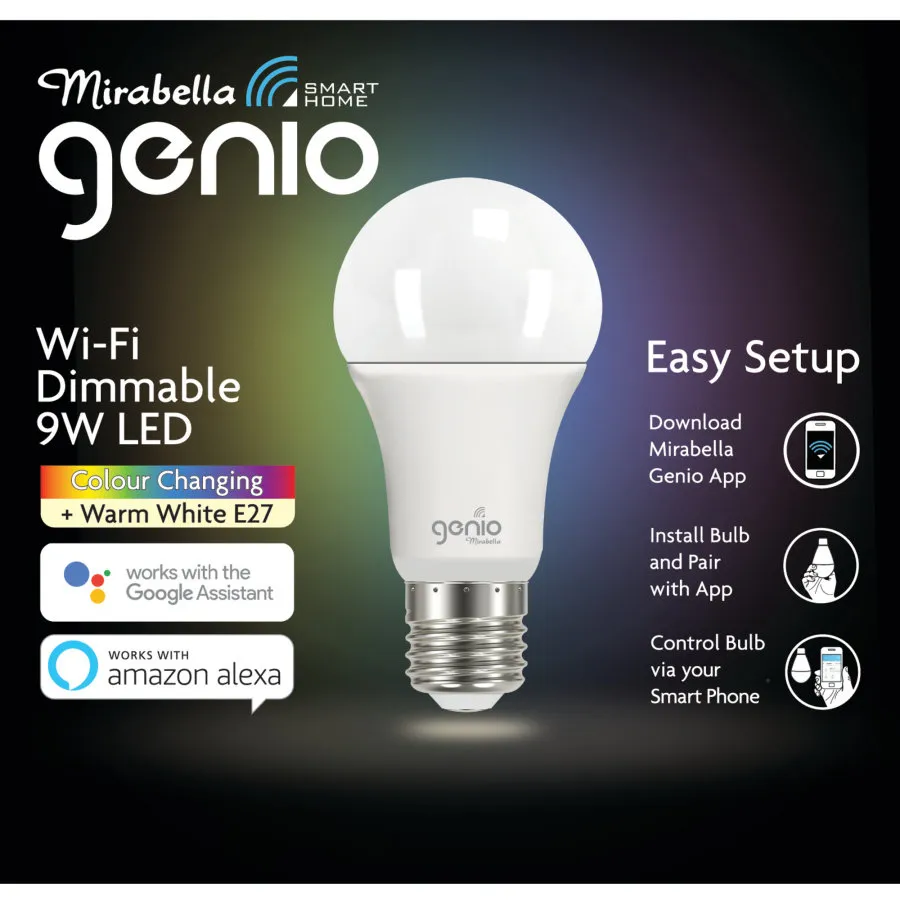 Mirabella SMART HOME
genio
Wi-Fi
Dimmable
9W LED
Colour Changing
+ Warm White E27
works with the
Google Assistant
WORKS WITH
amazon alexa
genio
Mirabella
Easy Setup
Download
Mirabella
Genio App
Install Bulb
and Pair
with App
Control Bulb
via your
Smart Phone